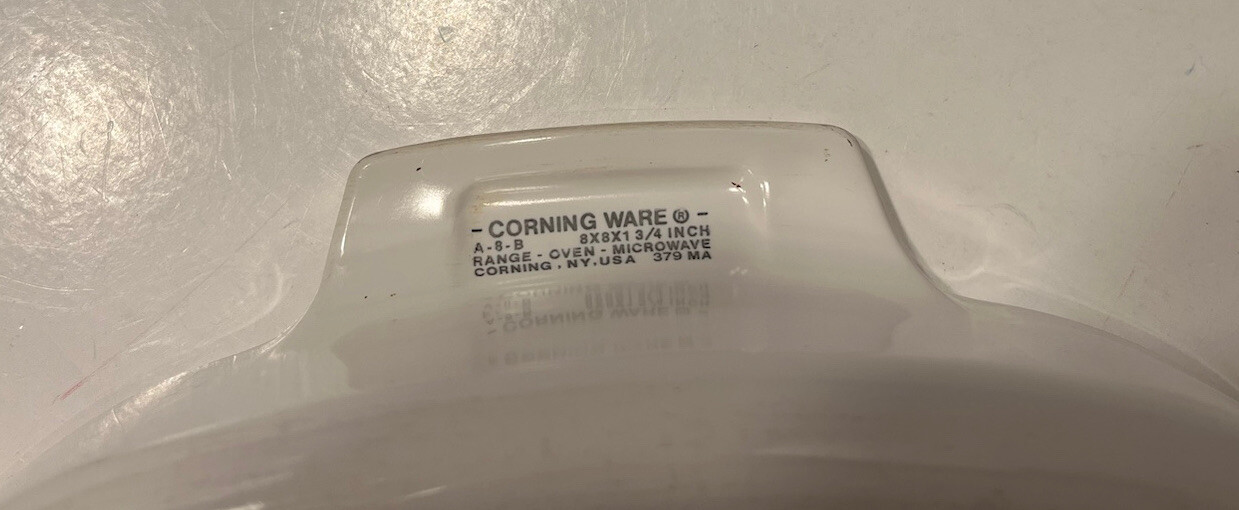 - CORNING WARE ® -
A-8-B 8X8X1 3/4 INCH
RANGE - OVEN - MICROWAVE
CORNING , NY. USA 379 MA